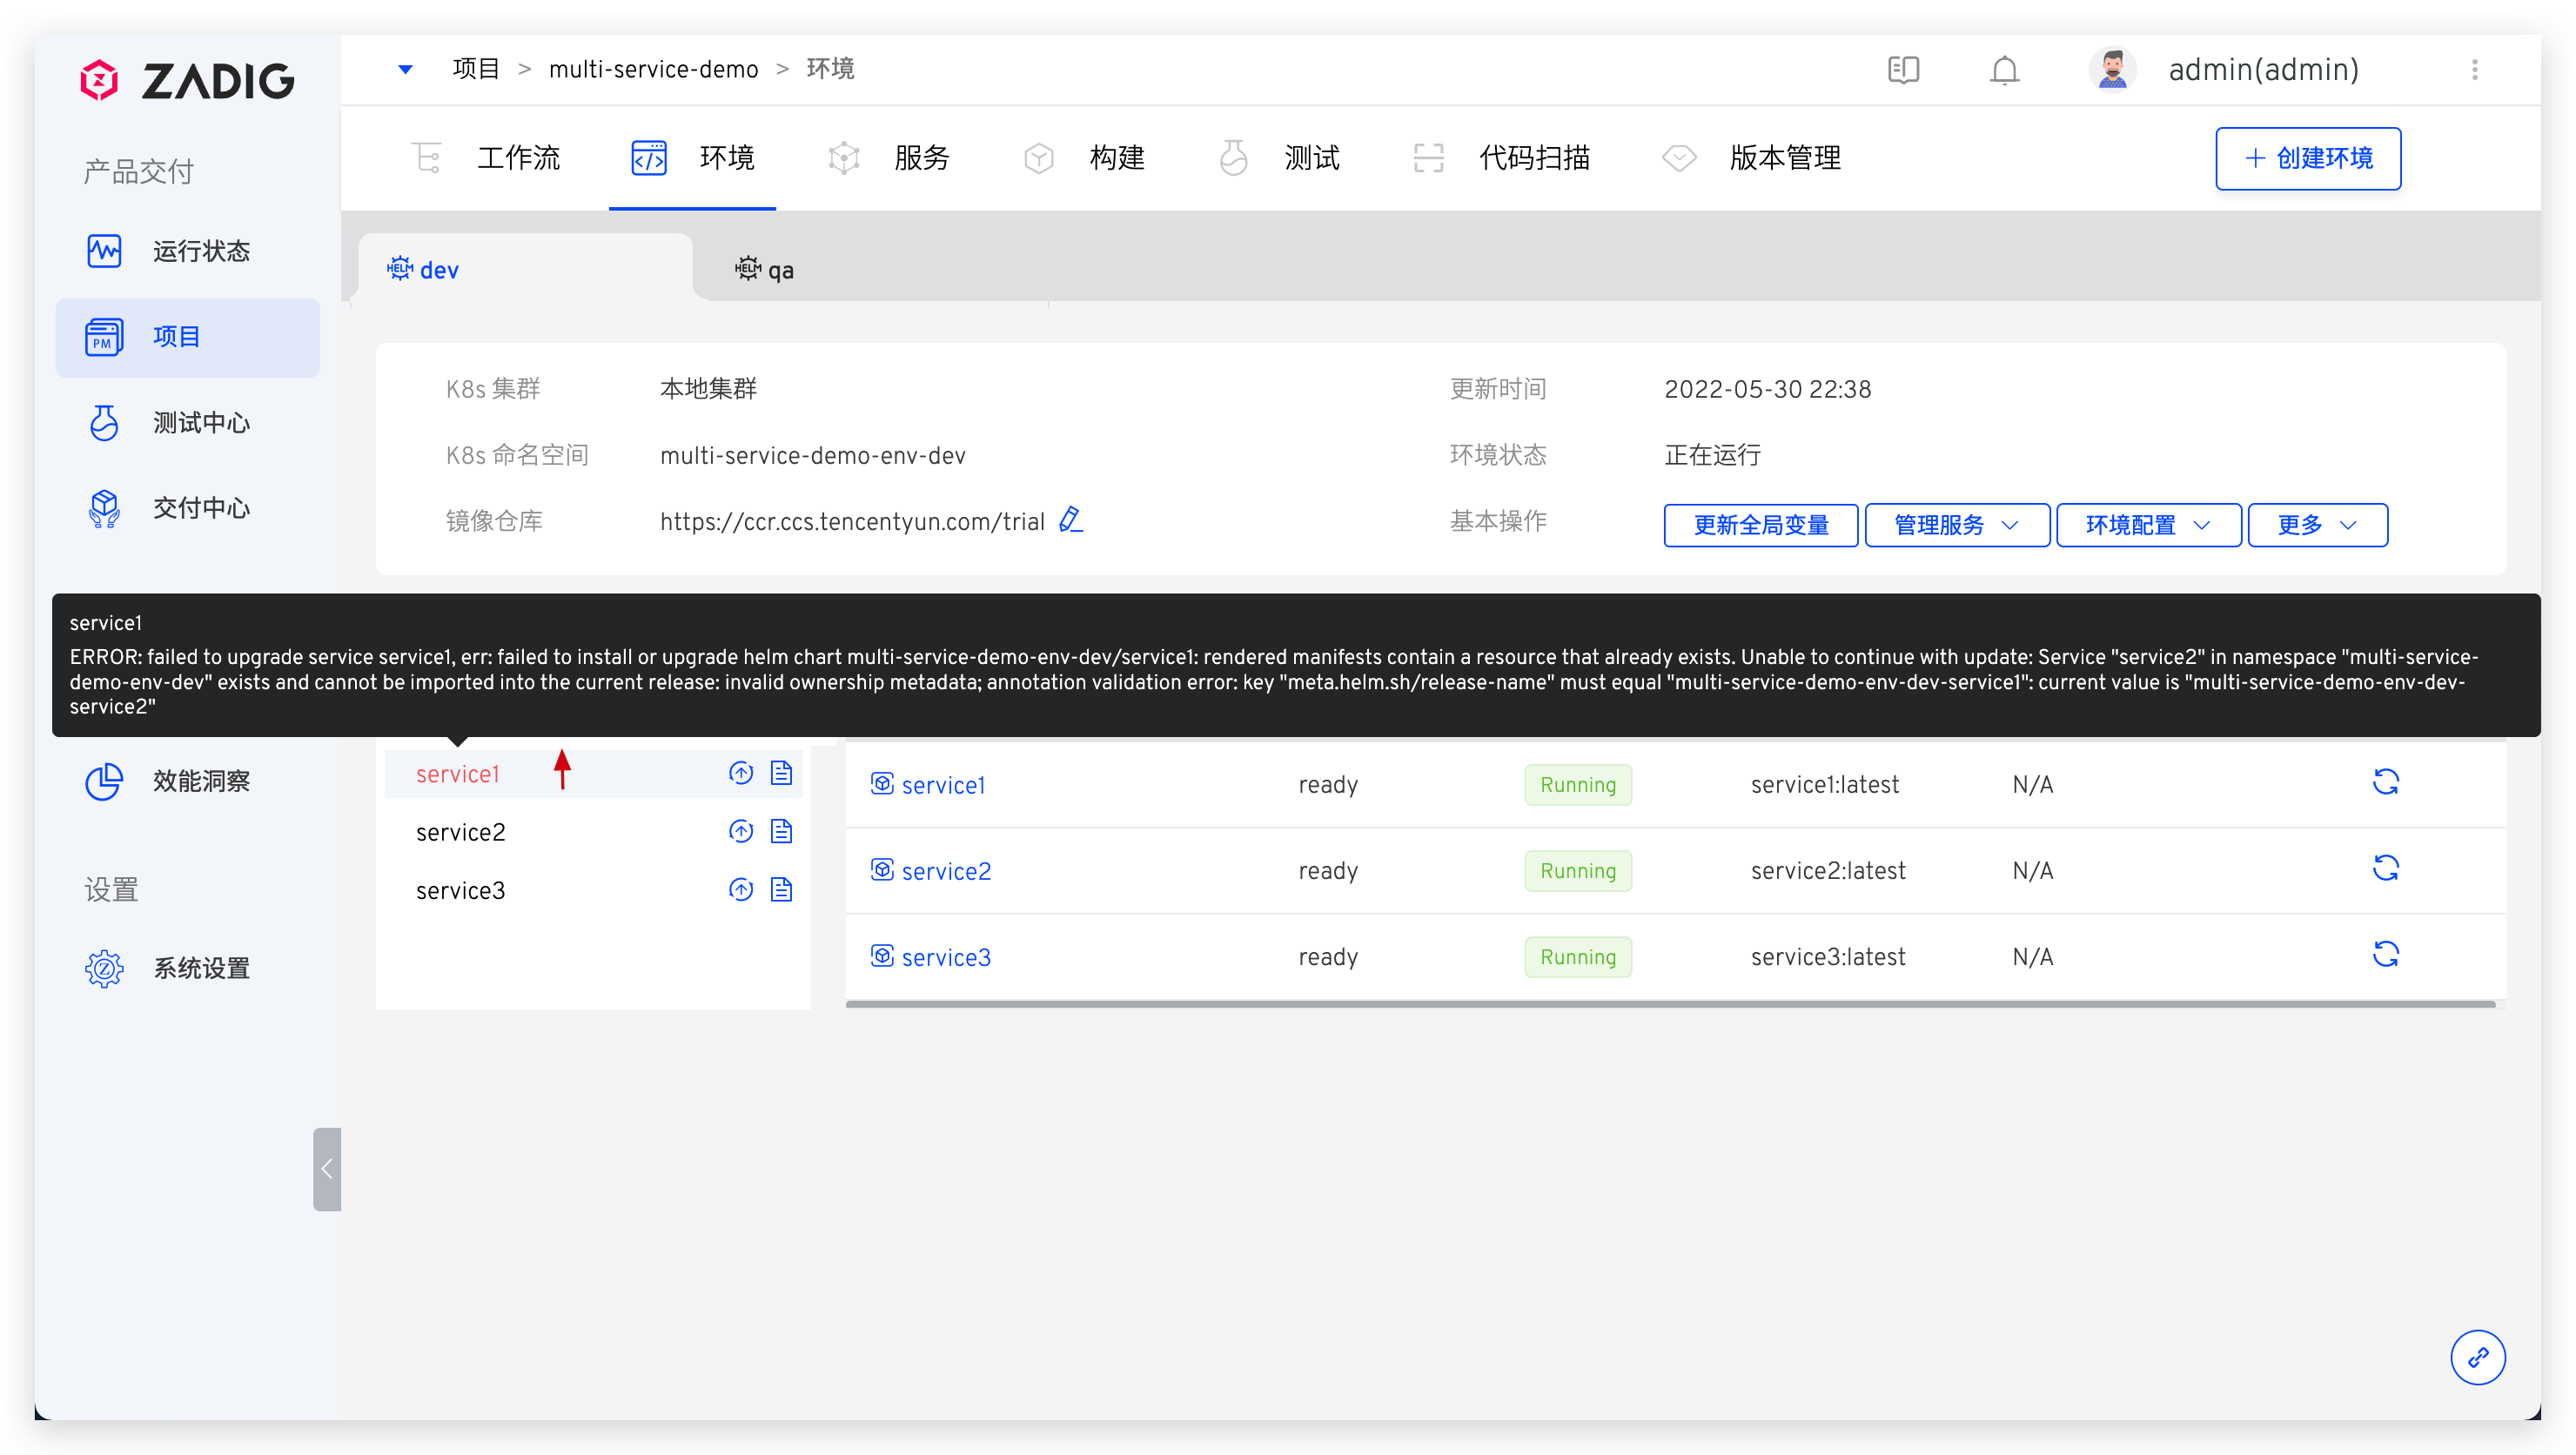 ZADIG
项目 > multi-service-demo > 环境
admin(admin)
产品交付
运行状态
PM
项目
测试中心
交付中心
效能洞察
设置
系统设置
工作流
环境
服务
构建
测试
代码扫描
版本管理
创建环境
HELM dev
HELM qa
K8s 集群 本地集群
更新时间 2022-05-30 22:38
K8s 命名空间 multi-service-demo-env-dev
环境状态 正在运行
镜像仓库 https://ccr.ccs.tencentyun.com/trial
基本操作 更新全局变量 管理服务 环境配置 更多
service1
ERROR: failed to upgrade service service1, err: failed to install or upgrade helm chart multi-service-demo-env-dev/service1: rendered manifests contain a resource that already exists. Unable to continue with update: Service "service2" in namespace "multi-service-
demo-env-dev" exists and cannot be imported into the current release: invalid ownership metadata; annotation validation error: key "meta.helm.sh/release-name" must equal "multi-service-demo-env-dev-service1": current value is "multi-service-demo-env-dev-
service2"
service1
service2
service3
service1 ready Running service1:latest N/A
service2 ready Running service2:latest N/A
service3 ready Running service3:latest N/A